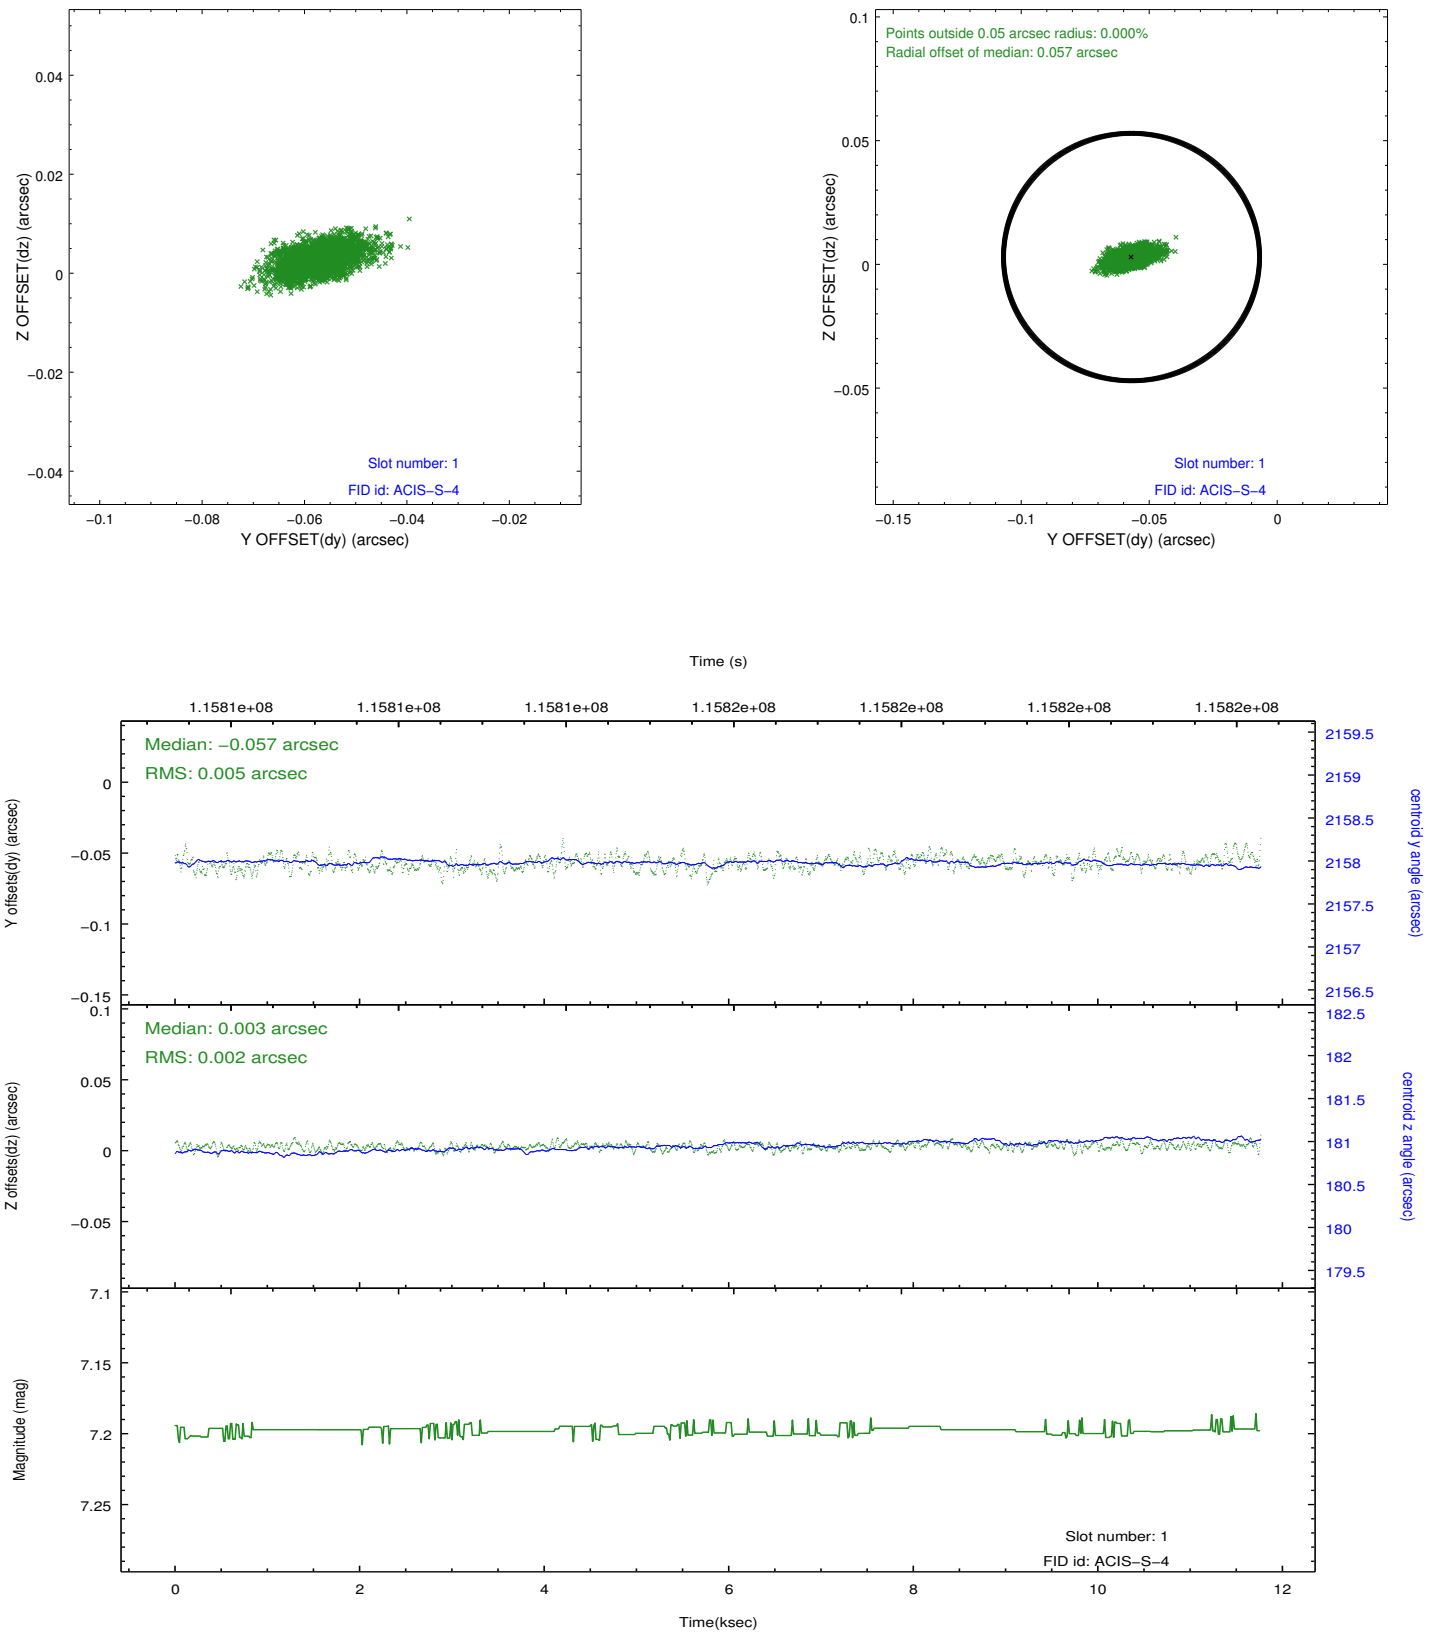 0.04
0.02
0
−0.02
−0.04
Z OFFSET(dz) (arcsec)
Slot number: 1
FID id: ACIS−S−4
−0.1
−0.08
−0.06
−0.04
−0.02
Y OFFSET(dy) (arcsec)
Points outside 0.05 arcsec radius: 0.000%
Radial offset of median: 0.057 arcsec
0.1
0.05
0
−0.05
Z OFFSET(dz) (arcsec)
Slot number: 1
FID id: ACIS−S−4
−0.15
−0.1
−0.05
0
Y OFFSET(dy) (arcsec)
Time (s)
1.1581e+08
1.1581e+08
1.1581e+08
1.1582e+08
1.1582e+08
1.1582e+08
1.1582e+08
Median: −0.057 arcsec
RMS: 0.005 arcsec
0
−0.05
−0.1
−0.15
Y offsets(dy) (arcsec)
2159.5
2159
2158.5
2158
2157.5
2157
2156.5
centroid y angle (arcsec)
Median: 0.003 arcsec
RMS: 0.002 arcsec
0.1
0.05
0
−0.05
Z offsets(dz) (arcsec)
182.5
182
181.5
181
180.5
180
179.5
centroid z angle (arcsec)
7.1
7.15
7.2
7.25
Magnitude (mag)
Slot number: 1
FID id: ACIS−S−4
0
2
4
6
8
10
12
Time(ksec)